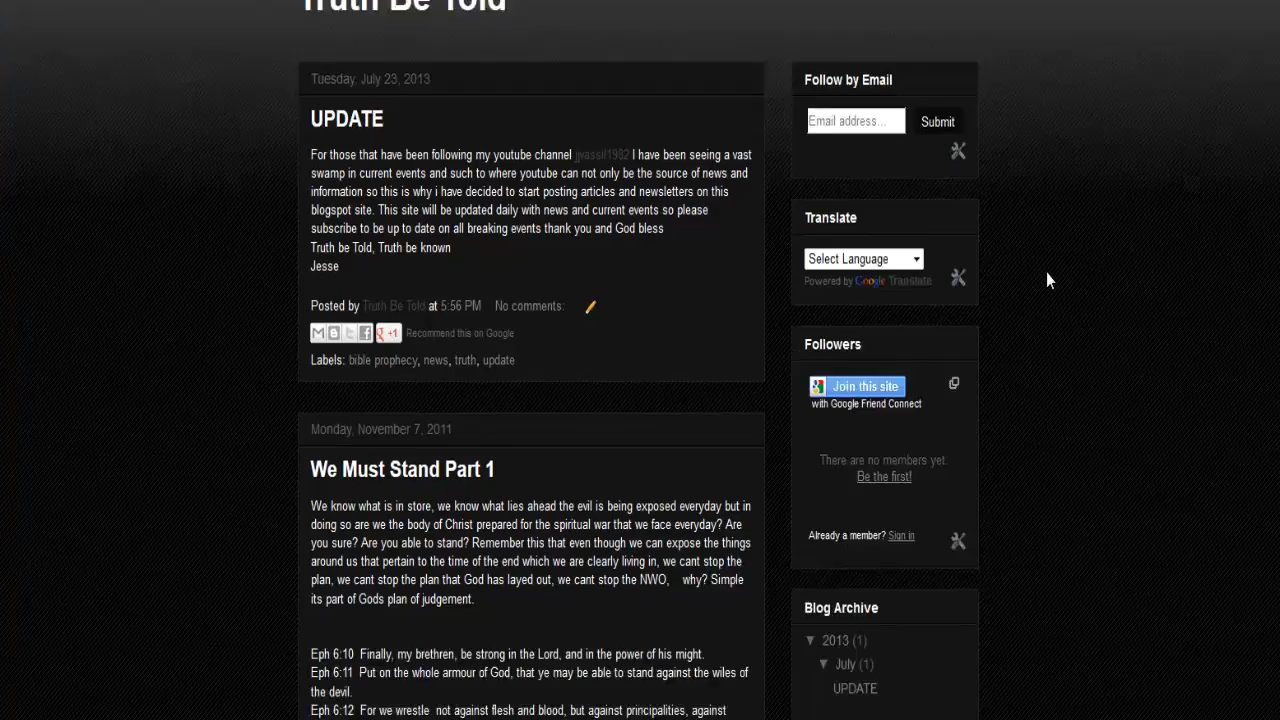 Truth Be Told
Tuesday, July 23, 2013
UPDATE
For those that have been following my youtube channel jjvassil1982 I have been seeing a vast
swamp in current events and such to where youtube can not only be the source of news and
information so this is why i have decided to start posting articles and newsletters on this
blogspot site. This site will be updated daily with news and current events so please
subscribe to be up to date on all breaking events thank you and God bless
Truth be Told, Truth be known
Jesse
Posted by Truth Be Told at 5:56 PM No comments:
g +1 Recommend this on Google
Labels: bible prophecy, news, truth, update
Monday, November 7, 2011
We Must Stand Part 1
We know what is in store, we know what lies ahead the evil is being exposed everyday but in
doing so are we the body of Christ prepared for the spiritual war that we face everyday? Are
you sure? Are you able to stand? Remember this that even though we can expose the things
around us that pertain to the time of the end which we are clearly living in, we cant stop the
plan, we cant stop the plan that God has layed out, we cant stop the NWO, why? Simple
its part of Gods plan of judgement.
Eph 6:10 Finally, my brethren, be strong in the Lord, and in the power of his might.
Eph 6:11 Put on the whole armour of God, that ye may be able to stand against the wiles of
the devil.
Eph 6:12 For we wrestle not against flesh and blood, but against principalities, against
Follow by Email
Email address...
Submit
Translate
Select Language
Powered by Google Translate
Followers
Join this site
with Google Friend Connect
There are no members yet.
Be the first!
Already a member? Sign in
Blog Archive
▼ 2013 (1)
▼ July (1)
UPDATE